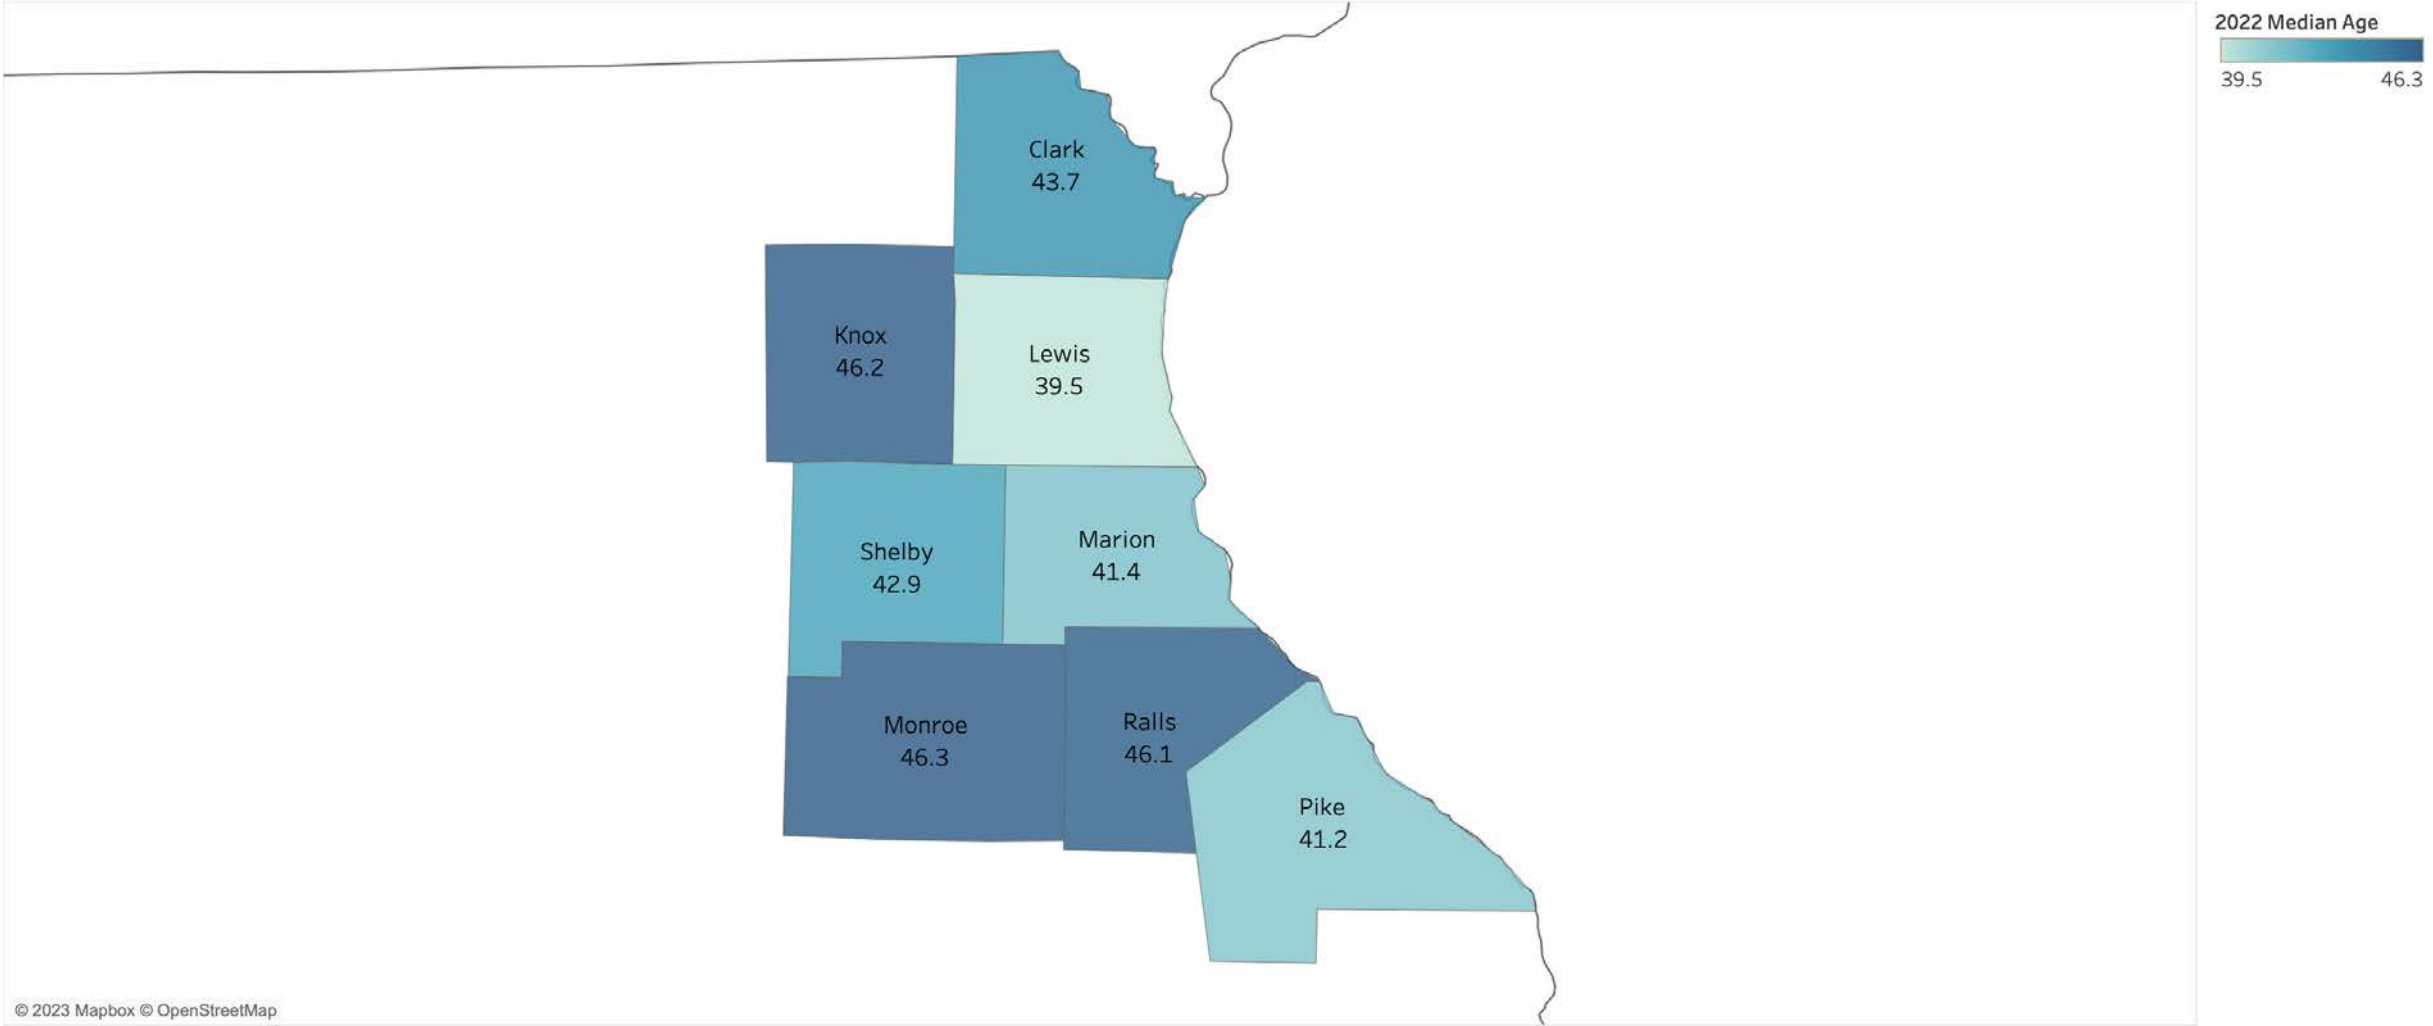 2022 Median Age
39.5 46.3
Clark
43.7
Knox
46.2
Lewis
39.5
Shelby
42.9
Marion
41.4
Monroe
46.3
Ralls
46.1
Pike
41.2
© 2023 Mapbox © OpenStreetMap